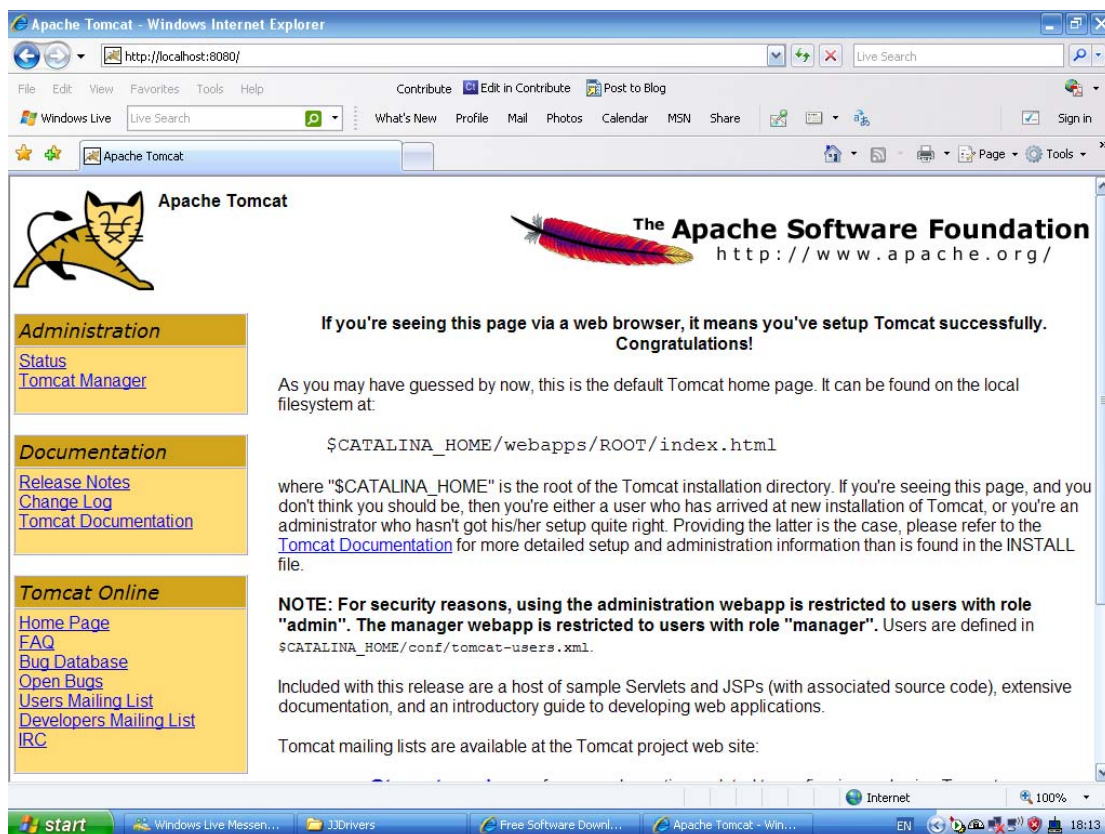 Apache Tomcat - Windows Internet Explorer
http://localhost:8080/
Live Search
File Edit View Favorites Tools Help
Contribute Edit in Contribute Post to Blog
Windows Live Live Search What's New Profile Mail Photos Calendar MSN Share Sign in
Apache Tomcat Page Tools
Apache Tomcat
The Apache Software Foundation
http://www.apache.org/
Administration
Status
Tomcat Manager
Documentation
Release Notes
Change Log
Tomcat Documentation
Tomcat Online
Home Page
FAQ
Bug Database
Open Bugs
Users Mailing List
Developers Mailing List
IRC
If you're seeing this page via a web browser, it means you've setup Tomcat successfully.
Congratulations!
As you may have guessed by now, this is the default Tomcat home page. It can be found on the local
filesystem at:
$CATALINA_HOME/webapps/ROOT/index.html
where "$CATALINA_HOME" is the root of the Tomcat installation directory. If you're seeing this page, and you
don't think you should be, then you're either a user who has arrived at new installation of Tomcat, or you're an
administrator who hasn't got his/her setup quite right. Providing the latter is the case, please refer to the
Tomcat Documentation for more detailed setup and administration information than is found in the INSTALL
file.
NOTE: For security reasons, using the administration webapp is restricted to users with role
"admin". The manager webapp is restricted to users with role "manager". Users are defined in
$CATALINA_HOME/conf/tomcat-users.xml.
Included with this release are a host of sample Servlets and JSPs (with associated source code), extensive
documentation, and an introductory guide to developing web applications.
Tomcat mailing lists are available at the Tomcat project web site:
Internet 100%
start Windows Live Messen... JJDrivers Free Software Downl... Apache Tomcat - Win... EN 18:13